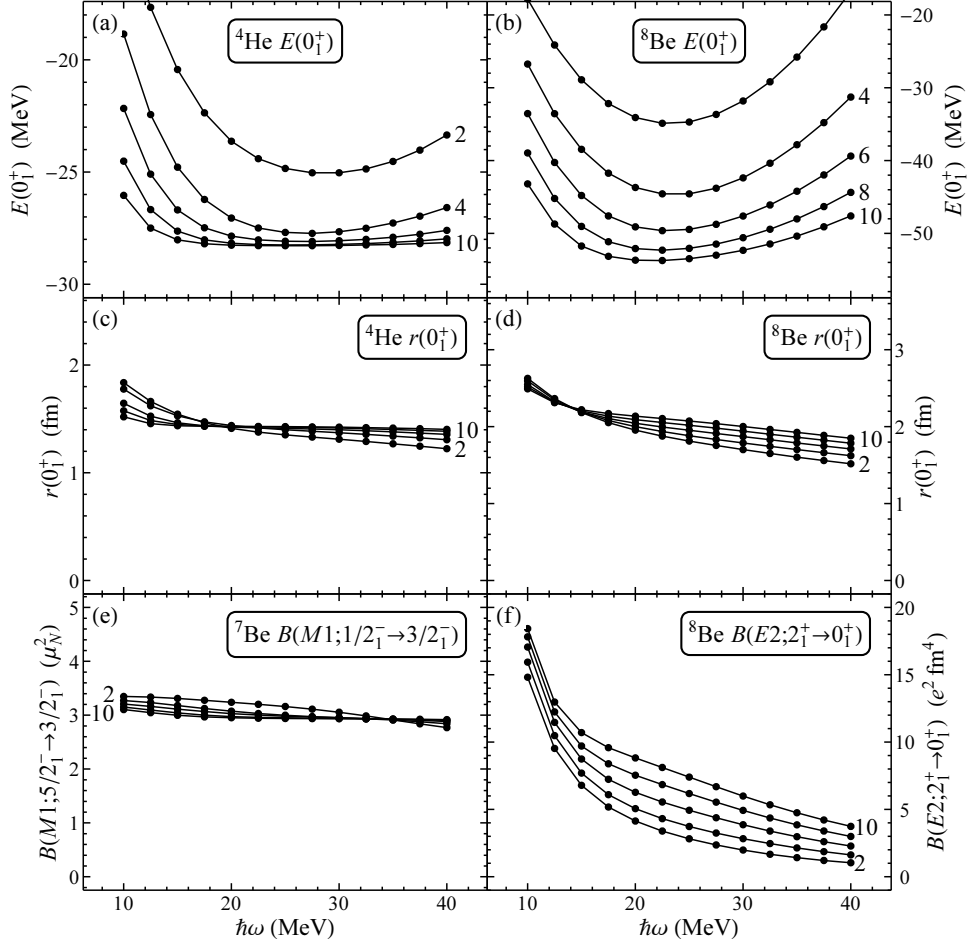 (a)
⁴He E(0₁⁺)
2
4
10
−20
−25
−30
E(0₁⁺) (MeV)
(b)
⁸Be E(0₁⁺)
4
6
8
10
−20
−30
−40
−50
E(0₁⁺) (MeV)
(c)
⁴He r(0₁⁺)
10
2
2
1
0
r(0₁⁺) (fm)
(d)
⁸Be r(0₁⁺)
10
2
3
2
1
0
r(0₁⁺) (fm)
(e)
⁷Be B(M1;1/2₁⁻→3/2₁⁻)
2
10
5
4
3
2
1
0
B(M1;5/2₁⁻→3/2₁⁻) (μ_N²)
10 20 30 40
ℏω (MeV)
(f)
⁸Be B(E2;2₁⁺→0₁⁺)
10
2
20
15
10
5
0
B(E2;2₁⁺→0₁⁺) (e² fm⁴)
10 20 30 40
ℏω (MeV)